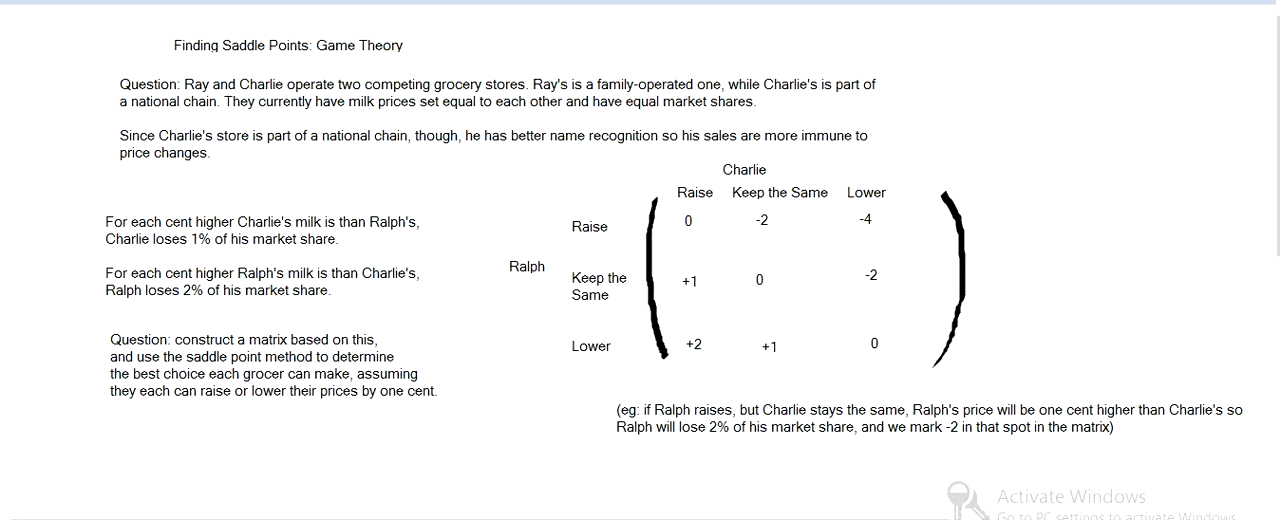 Finding Saddle Points: Game Theory
Question: Ray and Charlie operate two competing grocery stores. Ray's is a family-operated one, while Charlie's is part of
a national chain. They currently have milk prices set equal to each other and have equal market shares.
Since Charlie's store is part of a national chain, though, he has better name recognition so his sales are more immune to
price changes.
Charlie
Raise Keep the Same Lower
For each cent higher Charlie's milk is than Ralph's,
Charlie loses 1% of his market share.
Raise 0 -2 -4
For each cent higher Ralph's milk is than Charlie's,
Ralph loses 2% of his market share.
Ralph
Keep the
Same
+1 0 -2
Question: construct a matrix based on this,
and use the saddle point method to determine
the best choice each grocer can make, assuming
they each can raise or lower their prices by one cent.
Lower +2 +1 0
(eg: if Ralph raises, but Charlie stays the same, Ralph's price will be one cent higher than Charlie's so
Ralph will lose 2% of his market share, and we mark -2 in that spot in the matrix)
Activate Windows
Go to PC settings to activate Windows